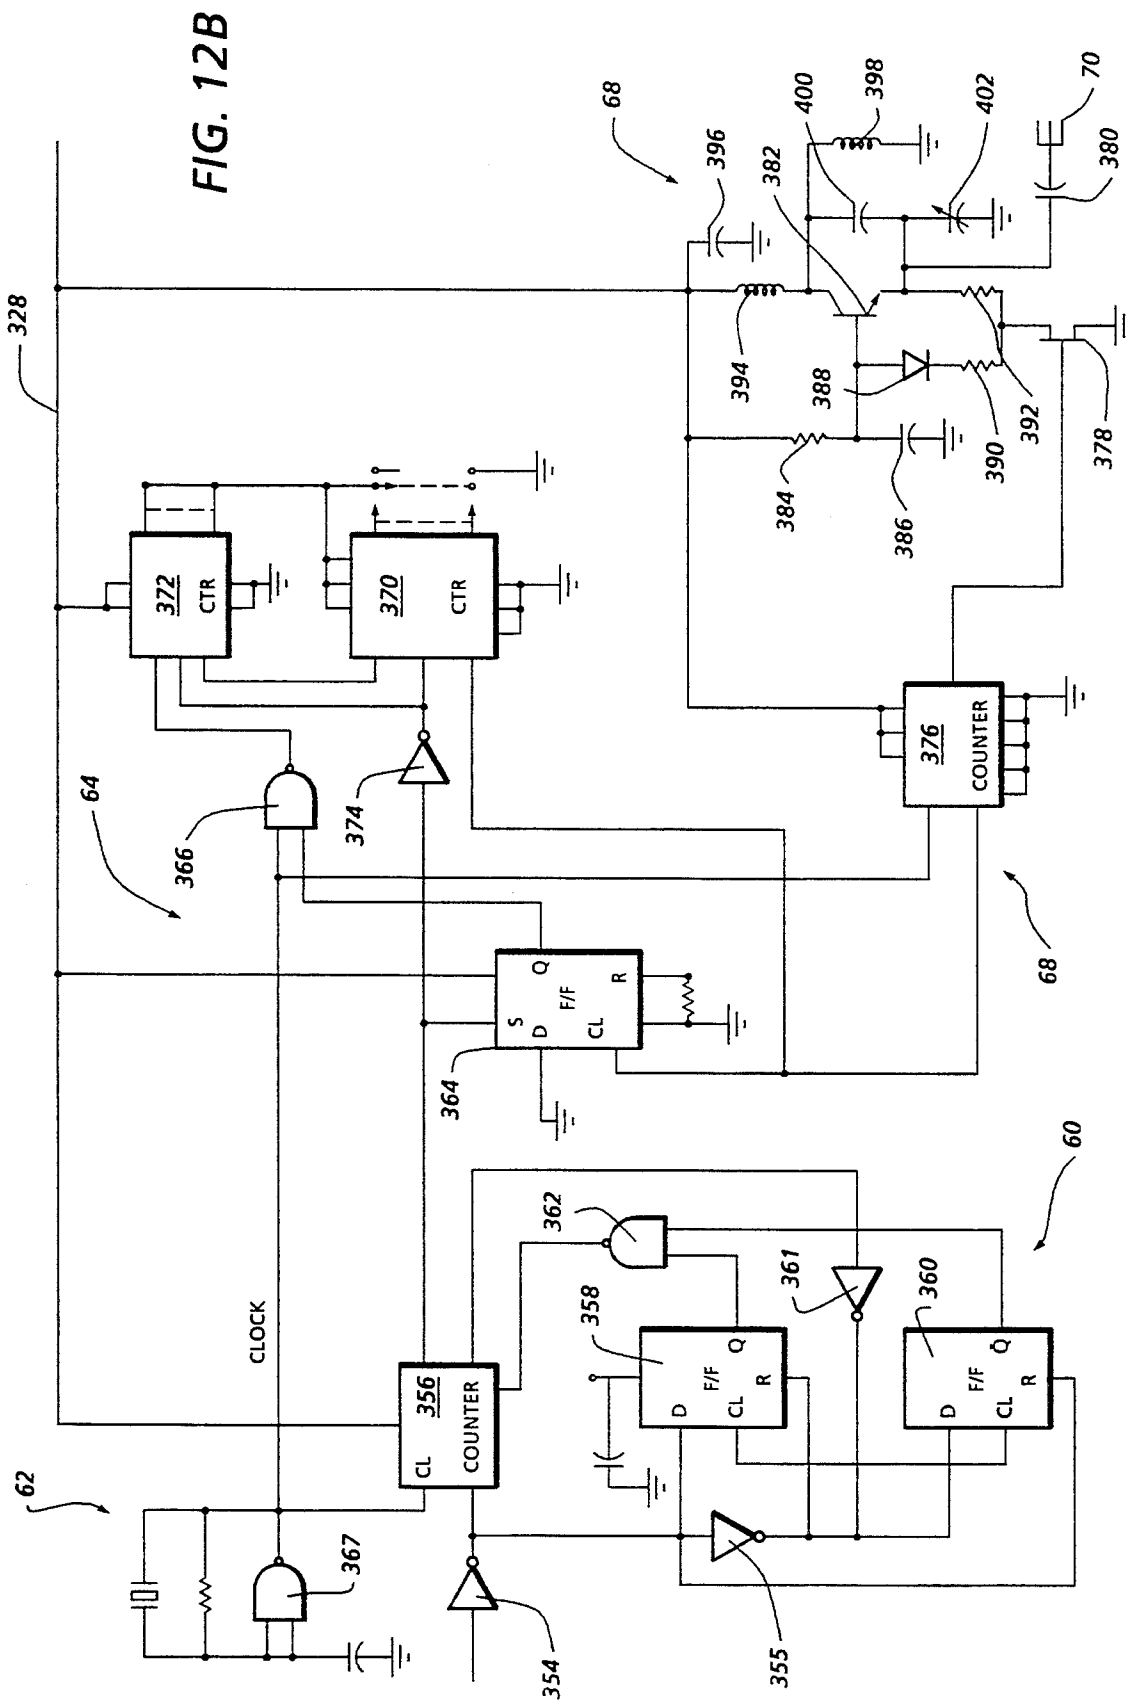 FIG. 12B
328
62
CLOCK
367
354
355
CL
356
COUNTER
64
366
374
372
CTR
370
CTR
364
S
D
Q
F/F
CL
R
358
D
Q
F/F
CL
R
362
361
360
D
Q̄
F/F
CL
R
60
68
376
COUNTER
68
396
398
400
382
402
70
380
394
388
384
386
390
392
378